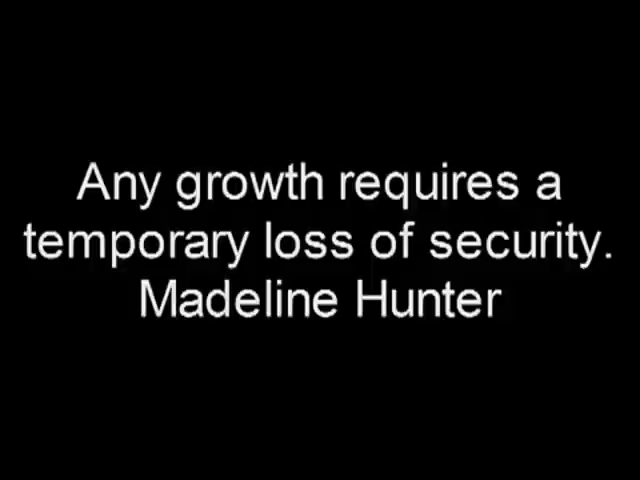 Any growth requires a
temporary loss of security.
Madeline Hunter